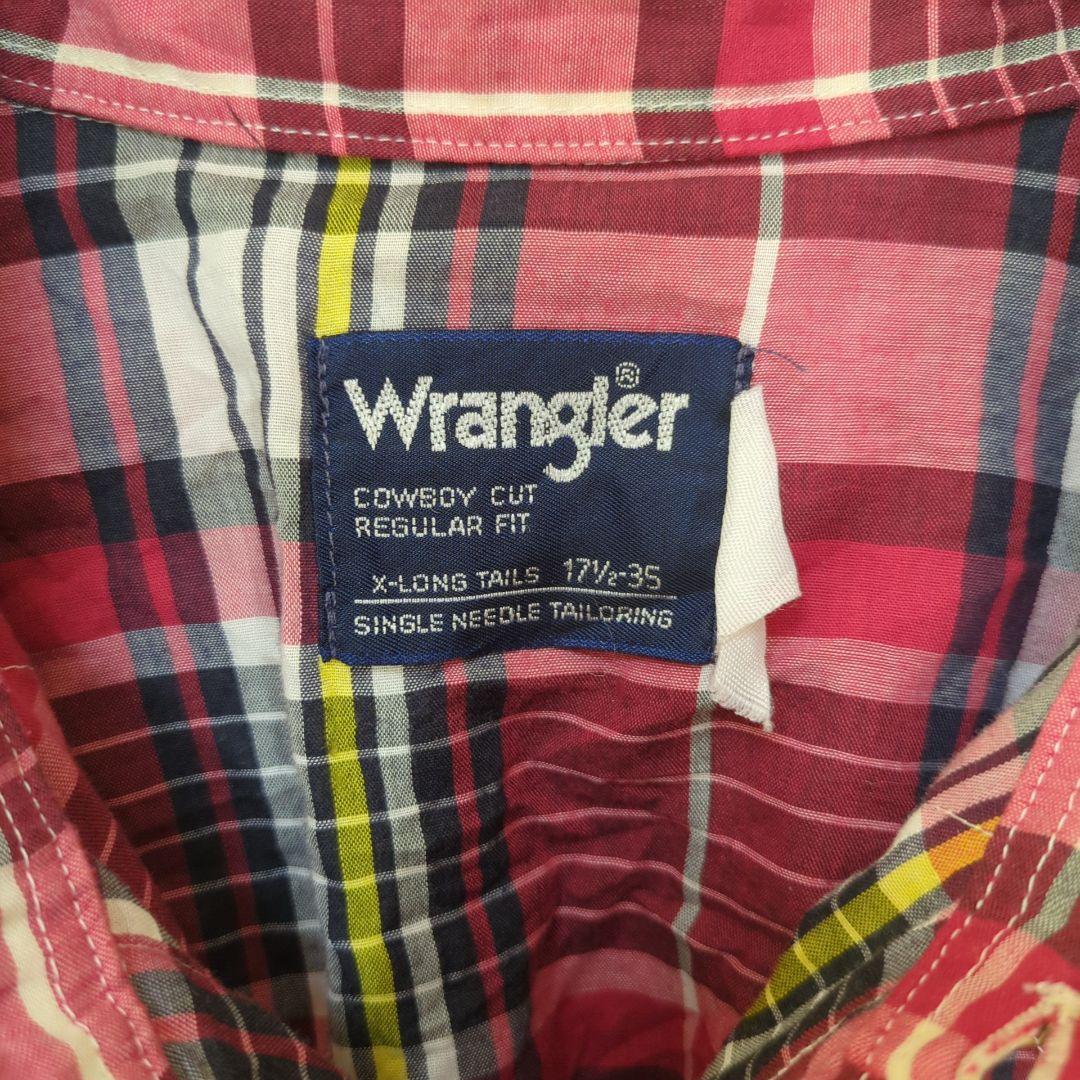 Wrangler®
COWBOY CUT
REGULAR FIT
X-LONG TAILS 17½-35
SINGLE NEEDLE TAILORING